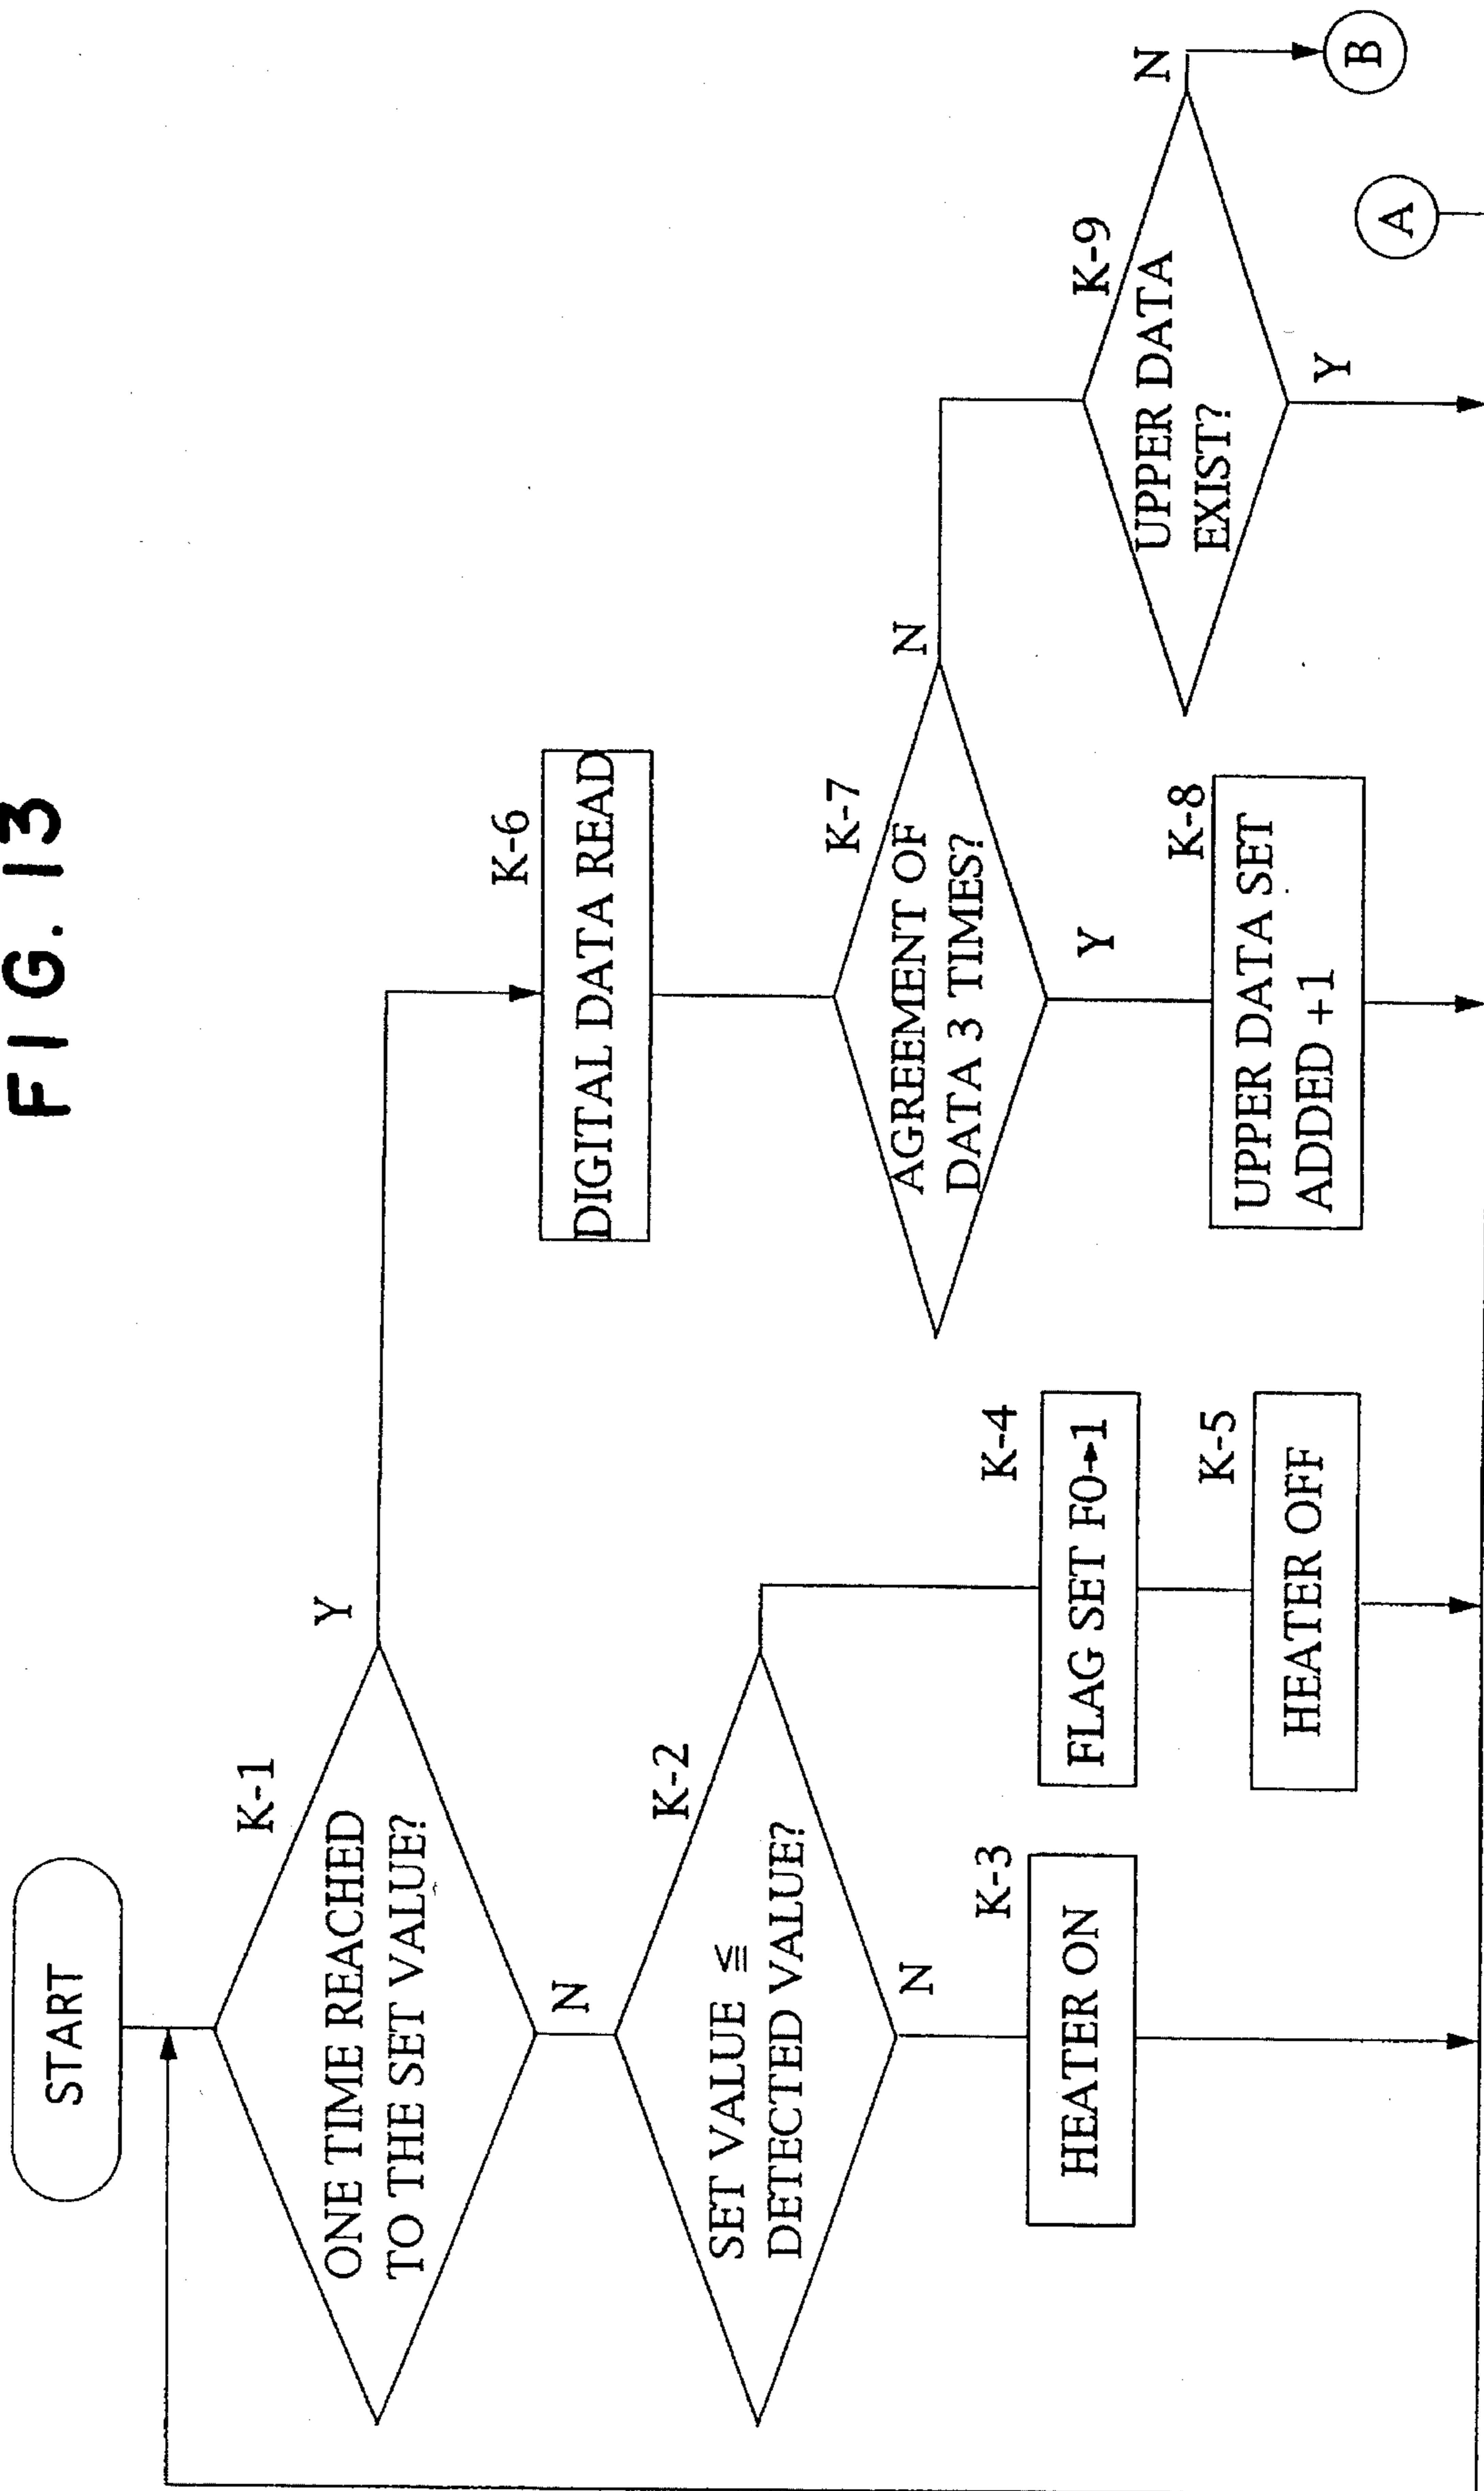 FIG. 13
START
K-1
ONE TIME REACHED
TO THE SET VALUE?
Y
N
K-2
SET VALUE ≦
DETECTED VALUE?
N
K-3
HEATER ON
K-4
FLAG SET F0→1
K-5
HEATER OFF
K-6
DIGITAL DATA READ
K-7
AGREEMENT OF
DATA 3 TIMES?
N
Y
K-8
UPPER DATA SET
ADDED +1
K-9
UPPER DATA
EXIST?
N
Y
B
A